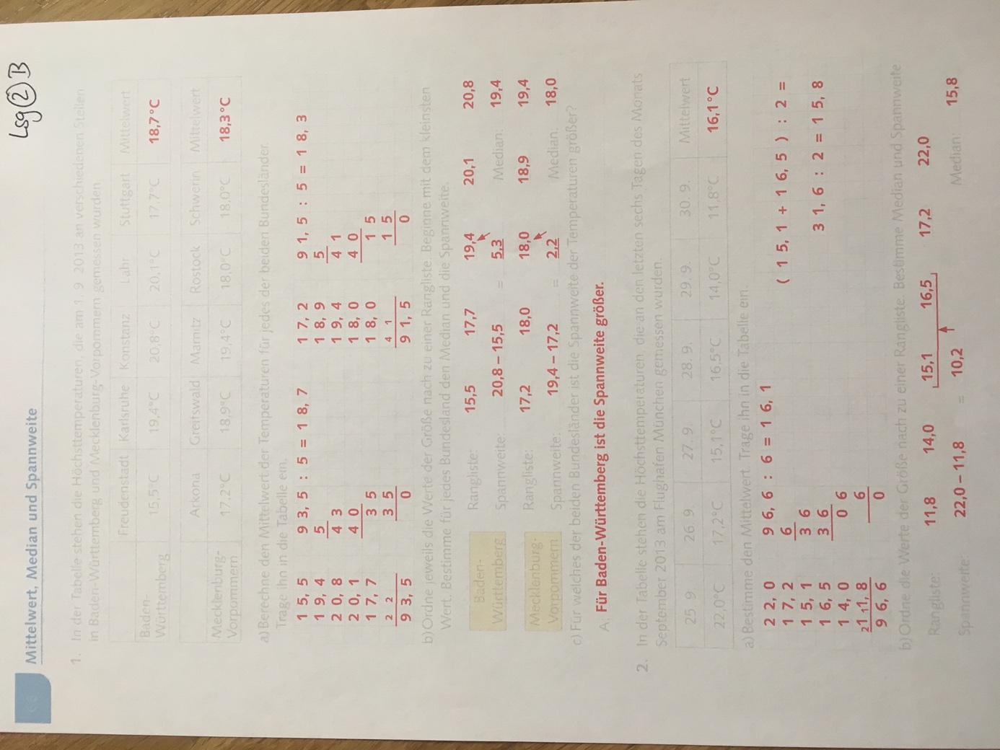 Lsg ② B
Mittelwert, Median und Spannweite
1. In der Tabelle stehen die Höchsttemperaturen, die am 1. 9. 2013 an verschiedenen Stellen
in Baden-Württemberg und Mecklenburg-Vorpommern gemessen wurden.
Freudenstadt Karlsruhe Konstanz Lahr Stuttgart Mittelwert
Baden-Württemberg 15,5°C 19,4°C 20,8°C 20,1°C 17,7°C 18,7°C
Arkona Greifswald Marnitz Rostock Schwerin Mittelwert
Mecklenburg-Vorpommern 17,2°C 18,9°C 19,4°C 18,0°C 18,0°C 18,3°C
a) Berechne den Mittelwert der Temperaturen für jedes der beiden Bundesländer.
Trage ihn in die Tabelle ein.
15,5 93,5 : 5 = 18,7 17,2 91,5 : 5 = 18,3
19,4 5 18,9 5
20,8 43 19,4 41
20,1 40 18,0 40
17,7 35 18,0 15
2 2 35 4 1 15
93,5 0 91,5 0
b) Ordne jeweils die Werte der Größe nach zu einer Rangliste. Beginne mit dem kleinsten
Wert. Bestimme für jedes Bundesland den Median und die Spannweite.
Baden-Württemberg
Rangliste: 15,5 17,7 19,4 20,1 20,8
Spannweite: 20,8 – 15,5 = 5,3 Median: 19,4
Mecklenburg-Vorpommern
Rangliste: 17,2 18,0 18,0 18,9 19,4
Spannweite: 19,4 – 17,2 = 2,2 Median: 18,0
c) Für welches der beiden Bundesländer ist die Spannweite der Temperaturen größer?
A: Für Baden-Württemberg ist die Spannweite größer.
2. In der Tabelle stehen die Höchsttemperaturen, die an den letzten sechs Tagen des Monats
September 2013 am Flughafen München gemessen wurden.
25. 9. 26. 9. 27. 9. 28. 9. 29. 9. 30. 9. Mittelwert
22,0°C 17,2°C 15,1°C 16,5°C 14,0°C 11,8°C 16,1°C
a) Bestimme den Mittelwert. Trage ihn in die Tabelle ein.
22,0 96,6 : 6 = 16,1
17,2 6 (15,1 + 16,5) : 2 =
15,1 36
16,5 36 31,6 : 2 = 15,8
14,0 06
2 1 11,8 6
96,6 0
b) Ordne die Werte der Größe nach zu einer Rangliste. Bestimme Median und Spannweite.
Rangliste: 11,8 14,0 15,1 16,5 17,2 22,0
Spannweite: 22,0 – 11,8 = 10,2 Median: 15,8